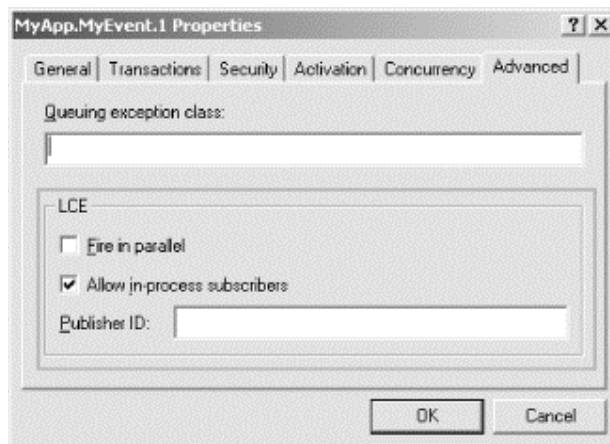 MyApp.MyEvent.1 Properties
General Transactions Security Activation Concurrency Advanced
Queuing exception class:
LCE
Fire in parallel
Allow in-process subscribers
Publisher ID:
OK Cancel